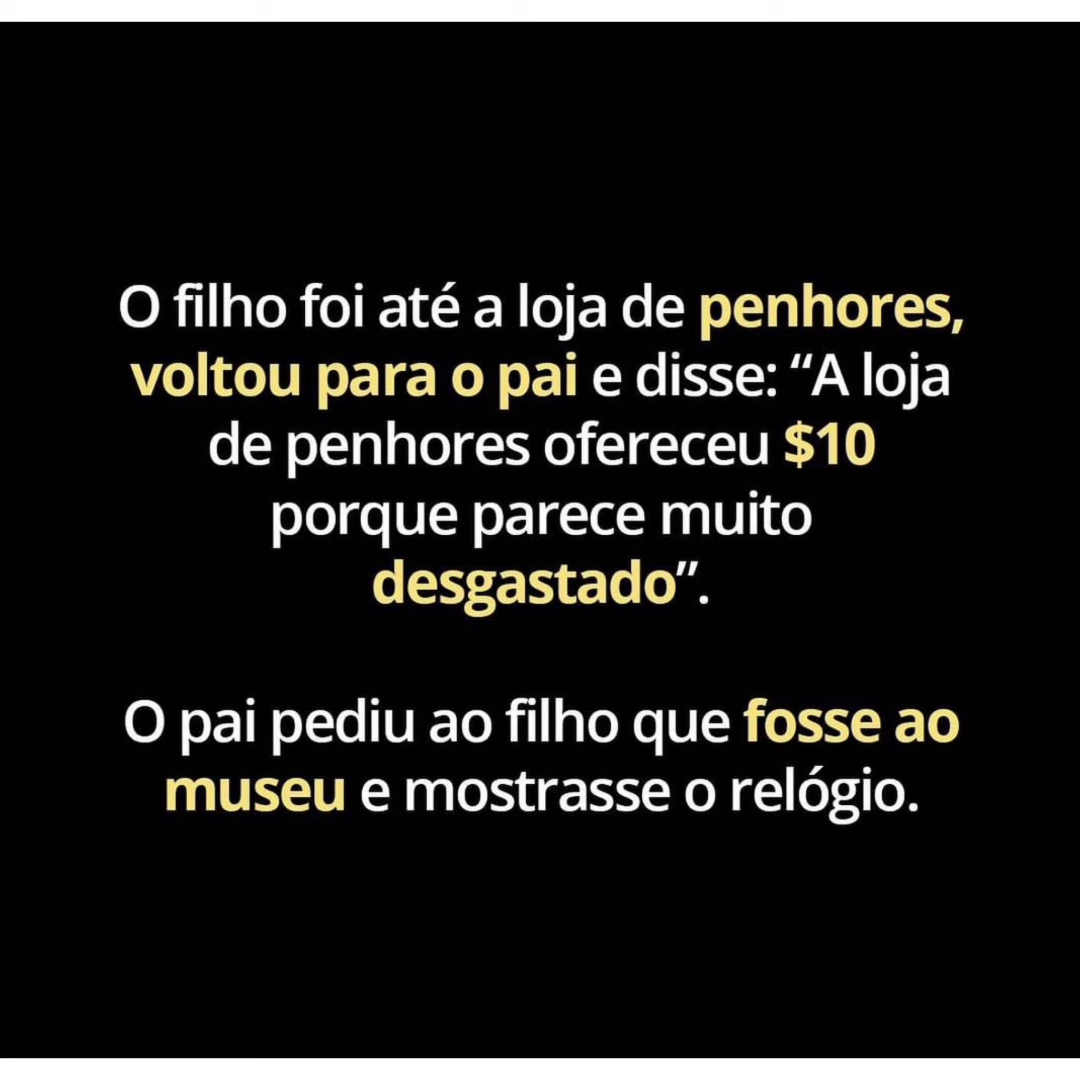 O filho foi até a loja de penhores,
voltou para o pai e disse: “A loja
de penhores ofereceu $10
porque parece muito
desgastado”.
O pai pediu ao filho que fosse ao
museu e mostrasse o relógio.